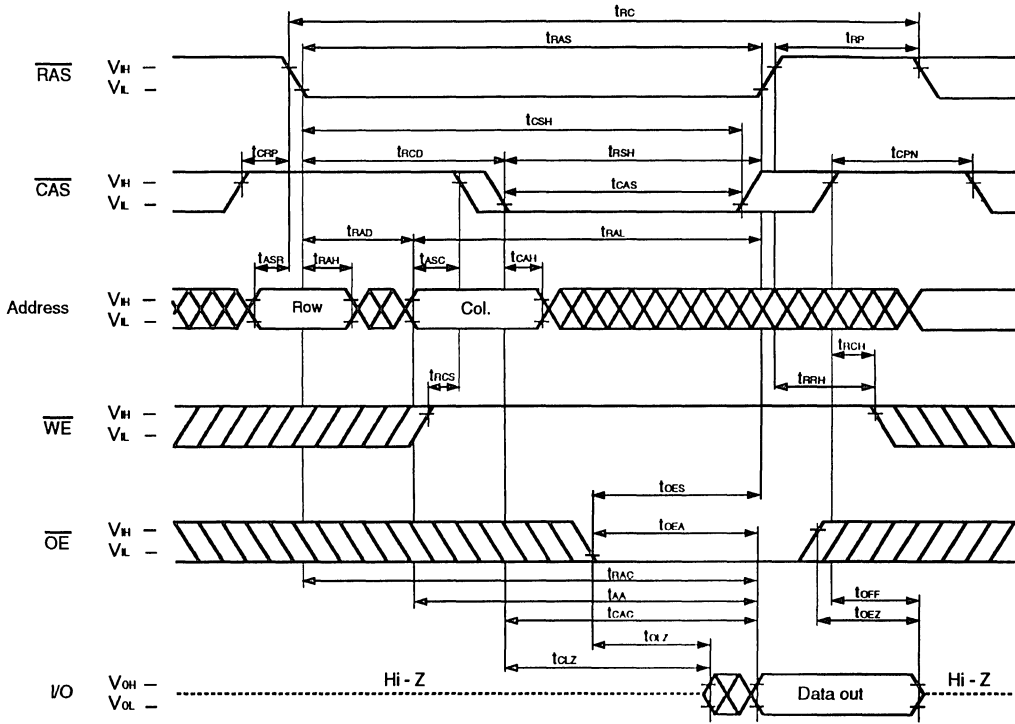 tRC
tRAS
tRP
RAS
VIH
VIL
tCSH
tCRP
tRCD
tRSH
tCPN
CAS
VIH
VIL
tCAS
tRAD
tRAL
tASR
tRAH
tASC
tCAH
Address
VIH
VIL
Row
Col.
tRCH
tRCS
tRRH
WE
VIH
VIL
tOES
tOEA
OE
VIH
VIL
tRAC
tAA
tOFF
tCAC
tOEZ
tOLZ
tCLZ
I/O
VOH
VOL
Hi - Z
Data out
Hi - Z